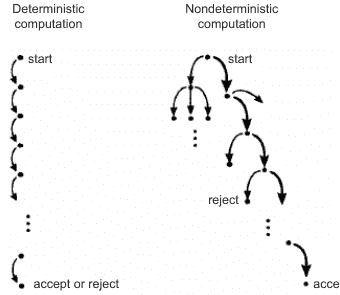 Deterministic
computation
Nondeterministic
computation
start
start
reject
accept or reject
acce